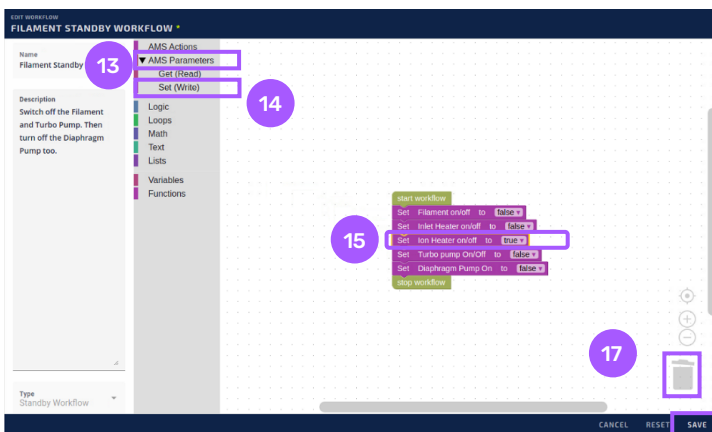 EDIT WORKFLOW
FILAMENT STANDBY WORKFLOW *
Name
Filament Standby
13
AMS Actions
▼ AMS Parameters
Get (Read)
Set (Write)
14
Description
Switch off the Filament
and Turbo Pump. Then
turn off the Diaphragm
Pump too.
Logic
Loops
Math
Text
Lists
Variables
Functions
start workflow
Set Filament on/off to false ▾
Set Inlet Heater on/off to false ▾
15
Set Ion Heater on/off to true ▾
Set Turbo pump On/Off to false ▾
Set Diaphragm Pump On to false ▾
stop workflow
17
Type
Standby Workflow
CANCEL RESET SAVE